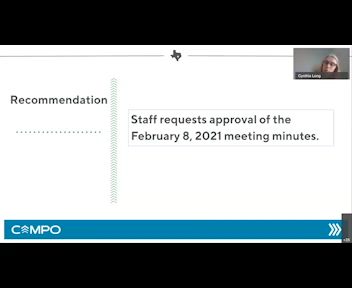 Cynthia Long
Recommendation
Staff requests approval of the
February 8, 2021 meeting minutes.
CAMPO